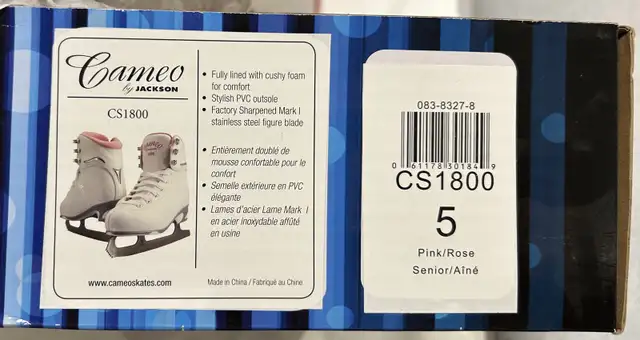 Cameo
by JACKSON
CS1800
• Fully lined with cushy foam
for comfort
• Stylish PVC outsole
• Factory Sharpened Mark I
stainless steel figure blade
• Entièrement doublé de
mousse confortable pour le
confort
• Semelle extérieure en PVC
élégante
• Lames d'acier Lame Mark I
en acier inoxydable affûté
en usine
www.cameoskates.com
Made in China / Fabriqué au Chine
083-8327-8
0 61178 30184 9
CS1800
5
Pink/Rose
Senior/Aîné